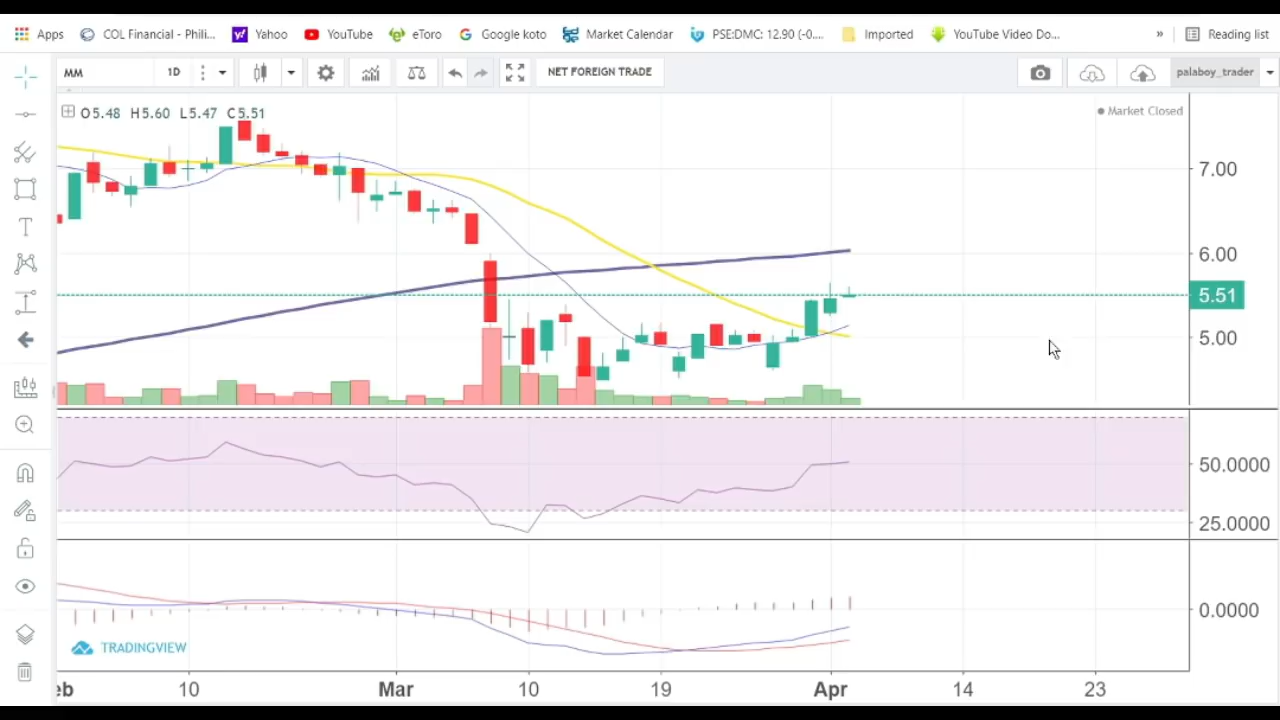 Apps COL Financial - Phili... Yahoo YouTube eToro Google koto Market Calendar PSE:DMC: 12.90 (-0.... Imported YouTube Video Do... » Reading list
MM 1D NET FOREIGN TRADE palaboy_trader
O5.48 H5.60 L5.47 C5.51
Market Closed
7.00
6.00
5.51
5.00
50.0000
25.0000
0.0000
TRADINGVIEW
eb 10 Mar 10 19 Apr 14 23